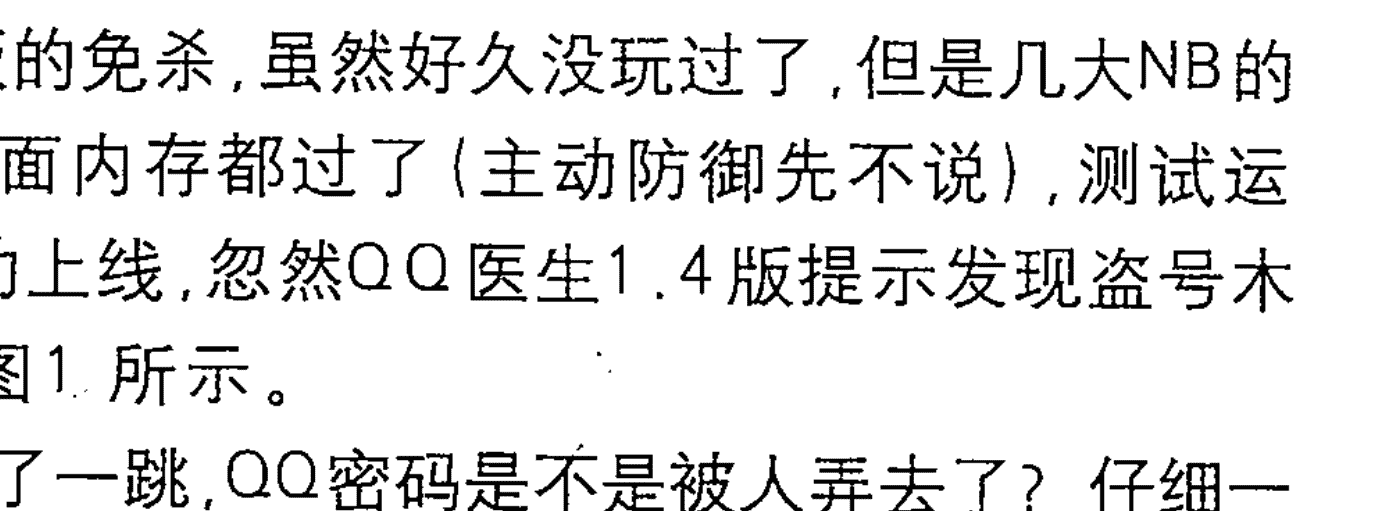 的免杀,虽然好久没玩过了,但是几大NB的
面内存都过了(主动防御先不说),测试运
上线,忽然QQ医生1.4版提示发现盗号木
图1 所示。
了一跳,QQ密码是不是被人弄去了? 仔细一